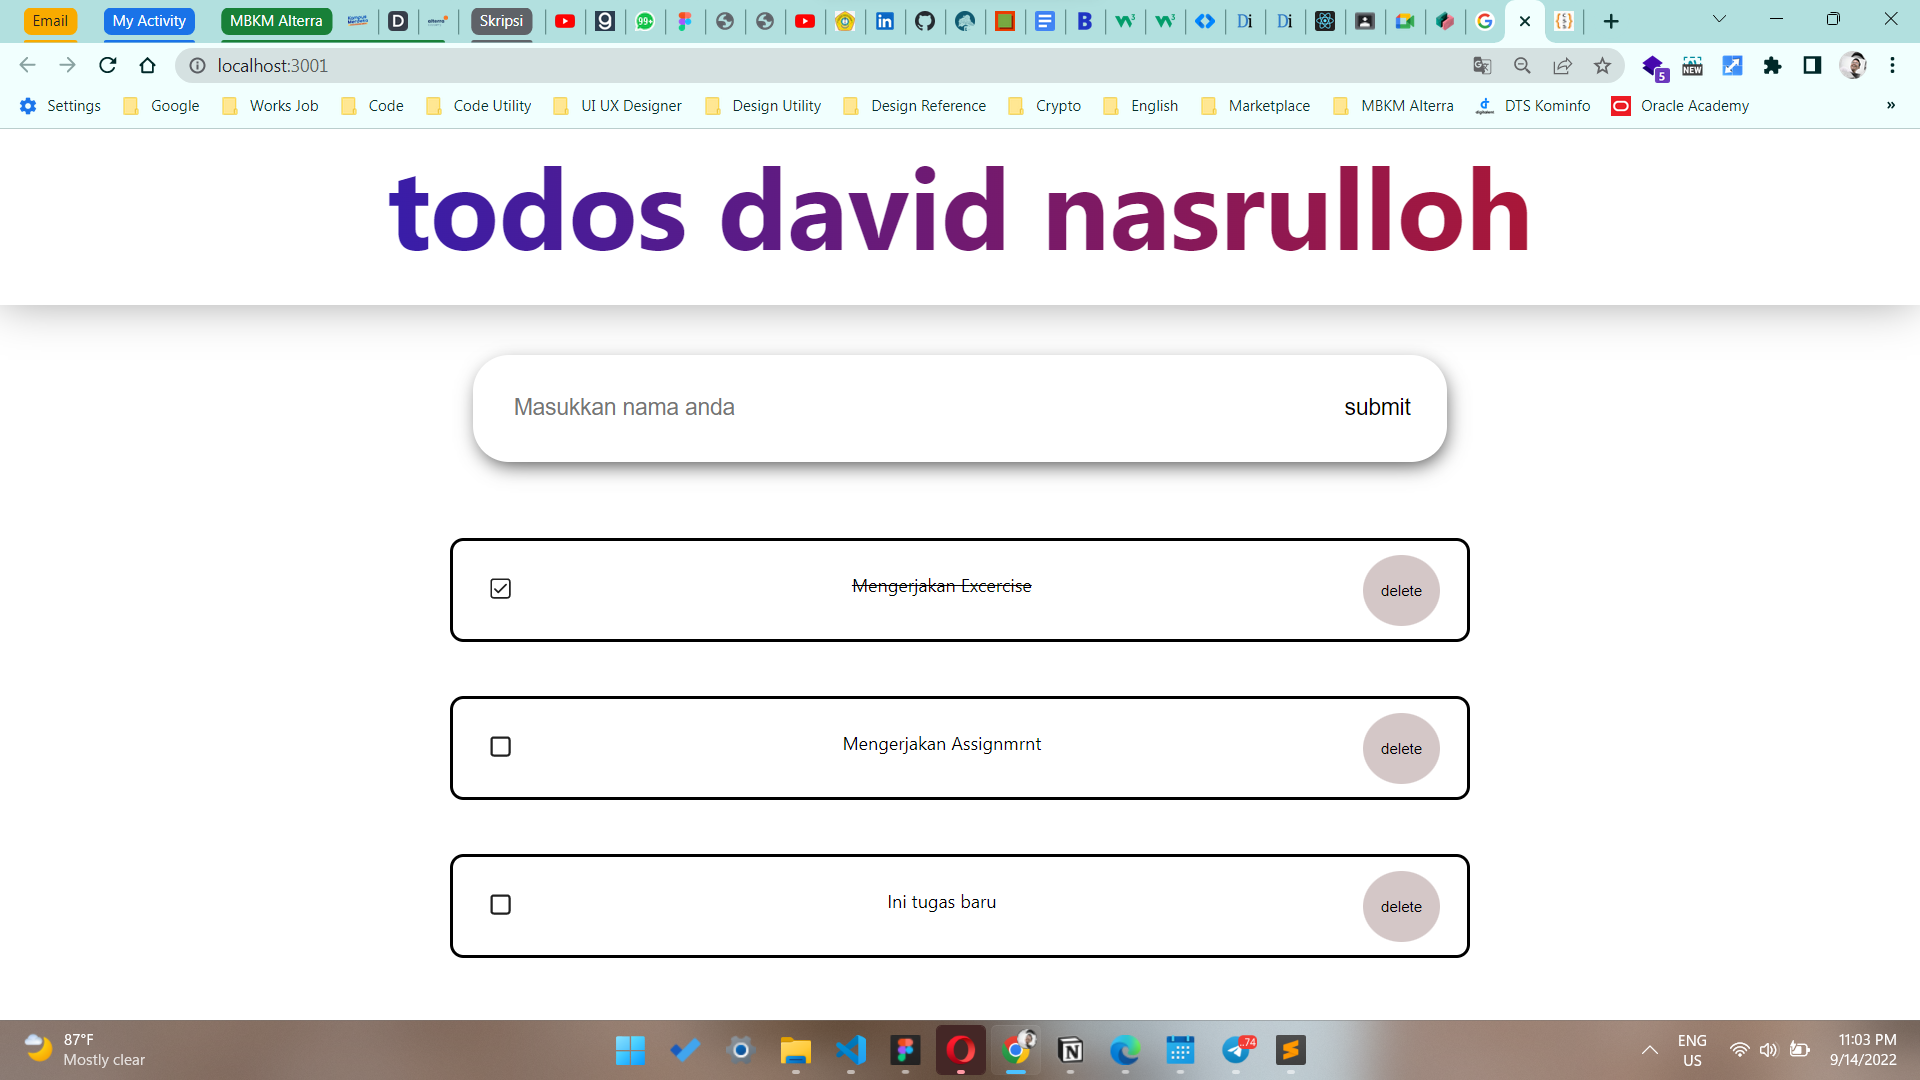 Email My Activity MBKM Alterra Skripsi
localhost:3001
5 NEW
Settings Google Works Job Code Code Utility UI UX Designer Design Utility Design Reference Crypto English Marketplace MBKM Alterra DTS Kominfo Oracle Academy »
todos david nasrulloh
Masukkan nama anda submit
Mengerjakan Excercise delete
Mengerjakan Assignmrnt delete
Ini tugas baru delete
87°F
Mostly clear
ENG
US
11:03 PM
9/14/2022